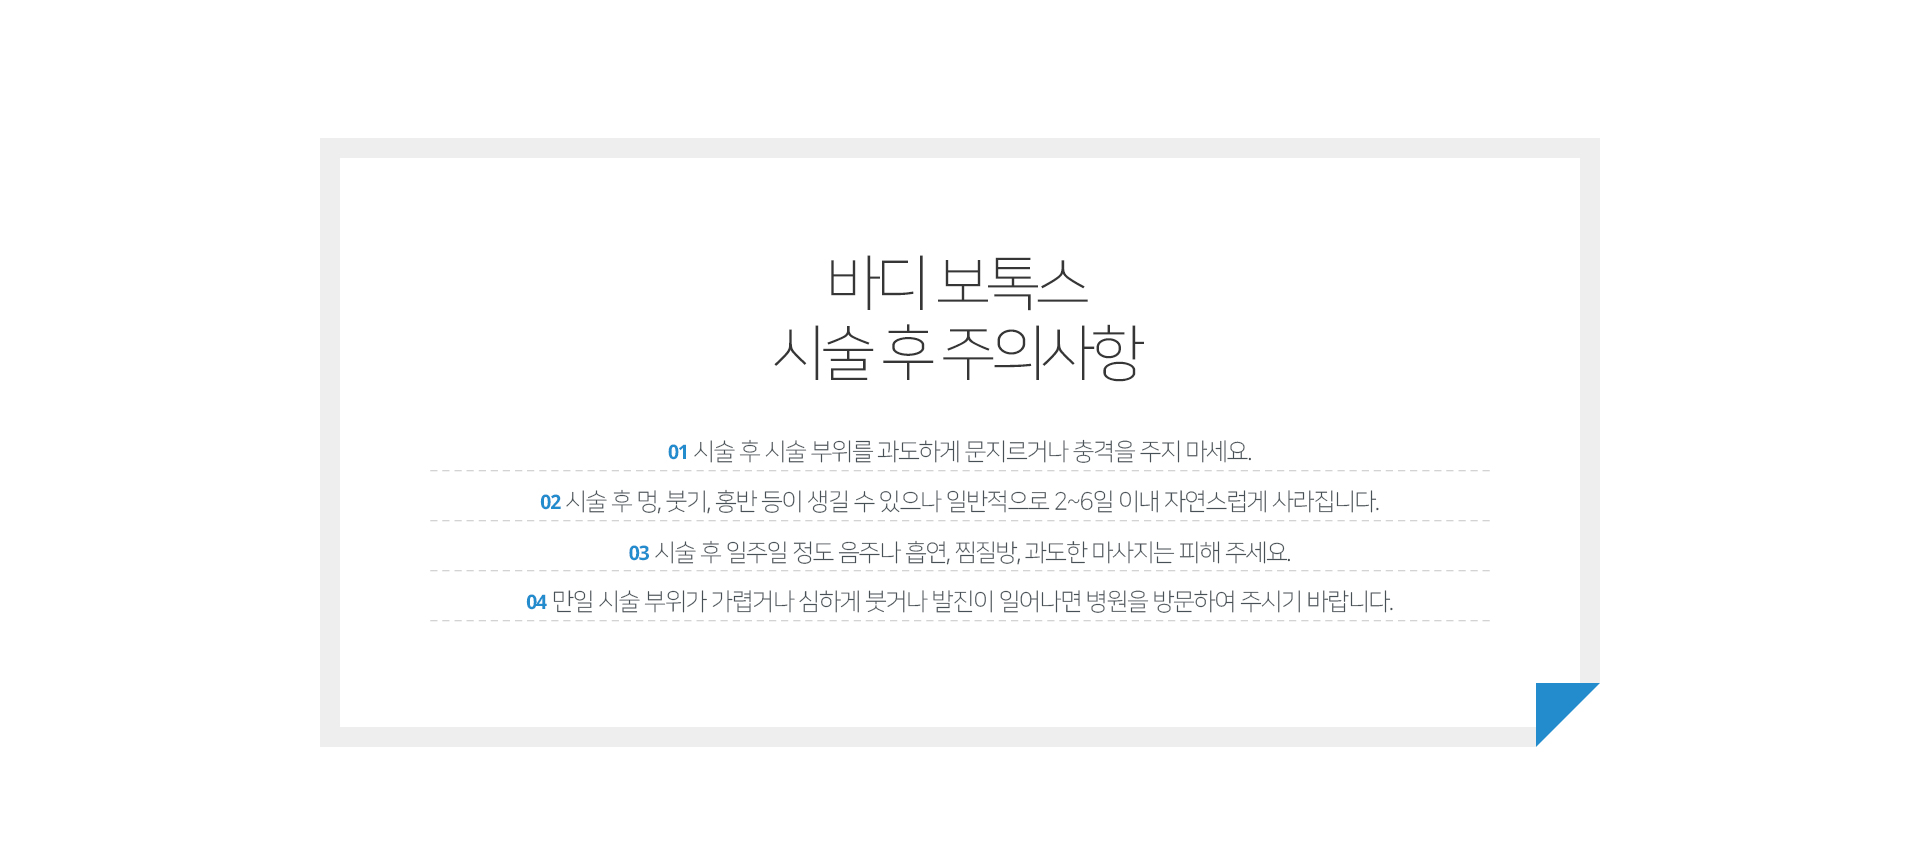 바디 보톡스
시술 후 주의사항
01 시술 후 시술 부위를 과도하게 문지르거나 충격을 주지 마세요.
02 시술 후 멍, 붓기, 홍반 등이 생길 수 있으나 일반적으로 2~6일 이내 자연스럽게 사라집니다.
03 시술 후 일주일 정도 음주나 흡연, 찜질방, 과도한 마사지는 피해 주세요.
04 만일 시술 부위가 가렵거나 심하게 붓거나 발진이 일어나면 병원을 방문하여 주시기 바랍니다.